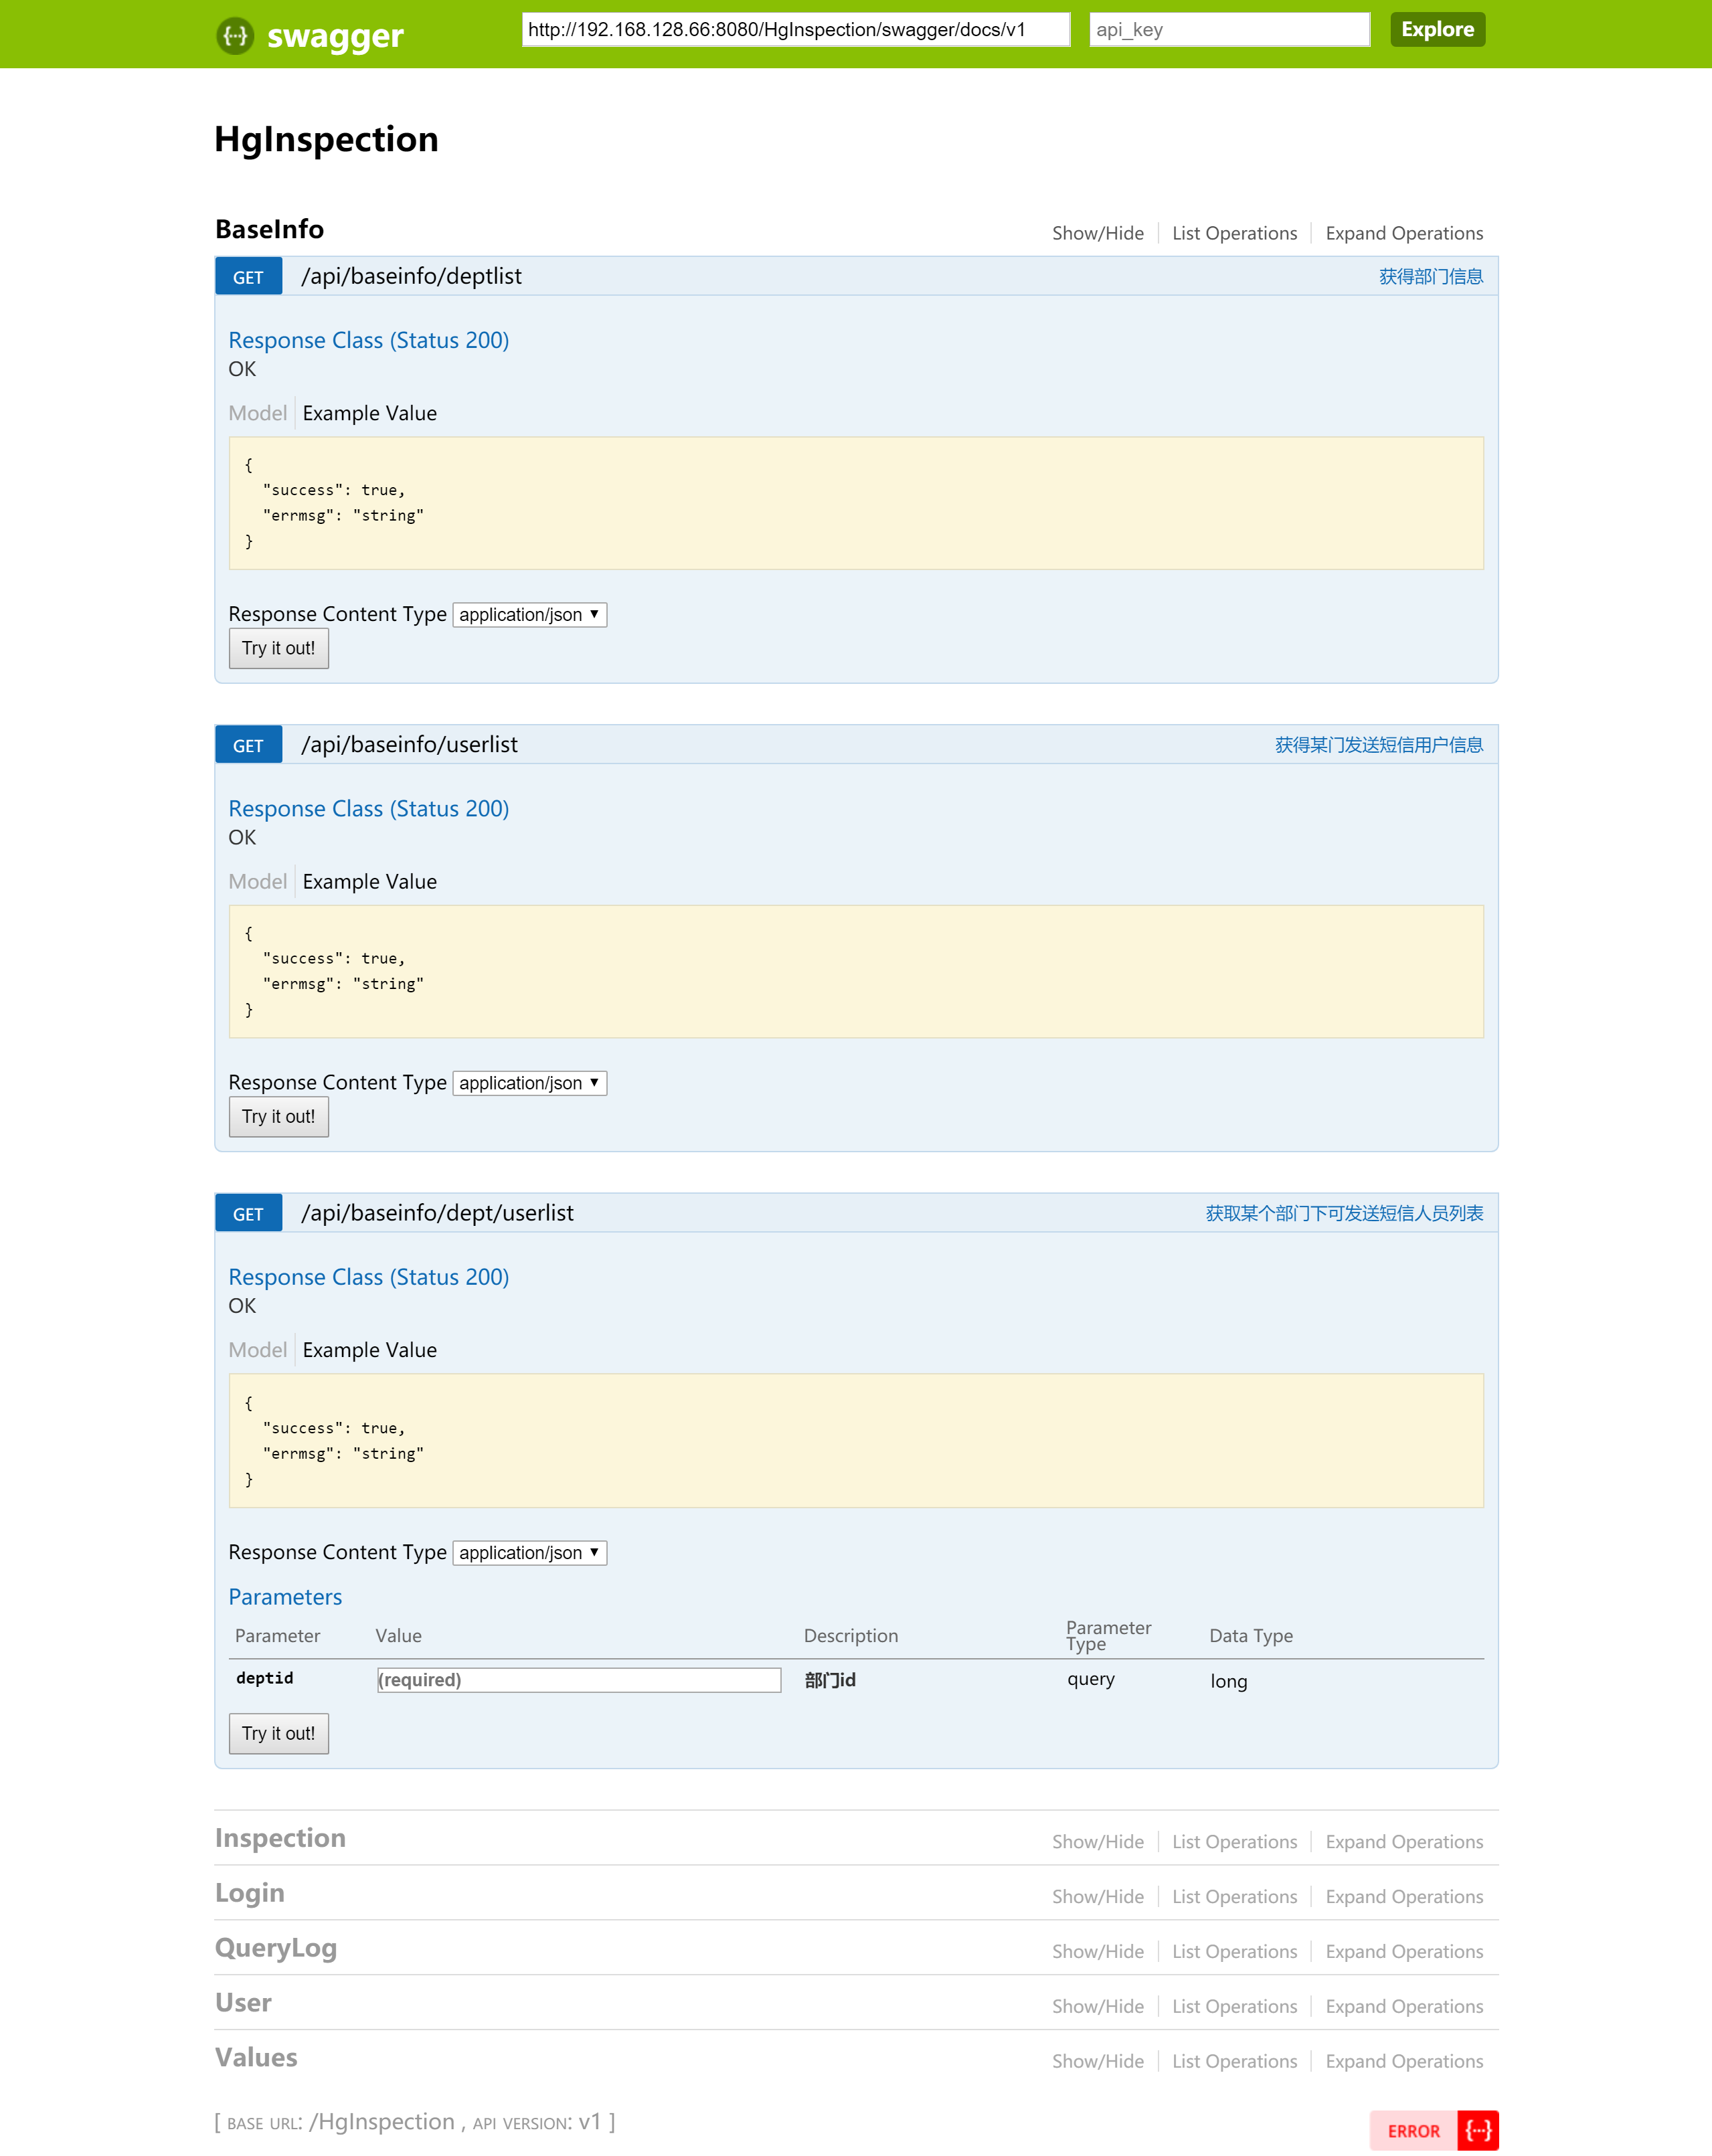 swagger
http://192.168.128.66:8080/HgInspection/swagger/docs/v1
api_key
Explore
HgInspection
BaseInfo
Show/Hide
List Operations
Expand Operations
GET
/api/baseinfo/deptlist
获得部门信息
Response Class (Status 200)
OK
Model
Example Value
{
"success": true,
"errmsg": "string"
}
Response Content Type application/json
Try it out!
GET
/api/baseinfo/userlist
获得某门发送短信用户信息
Response Class (Status 200)
OK
Model
Example Value
{
"success": true,
"errmsg": "string"
}
Response Content Type application/json
Try it out!
GET
/api/baseinfo/dept/userlist
获取某个部门下可发送短信人员列表
Response Class (Status 200)
OK
Model
Example Value
{
"success": true,
"errmsg": "string"
}
Response Content Type application/json
Parameters
Parameter
Value
Description
Parameter
Type
Data Type
deptid
(required)
部门id
query
long
Try it out!
Inspection
Show/Hide
List Operations
Expand Operations
Login
Show/Hide
List Operations
Expand Operations
QueryLog
Show/Hide
List Operations
Expand Operations
User
Show/Hide
List Operations
Expand Operations
Values
Show/Hide
List Operations
Expand Operations
[ BASE URL: /HgInspection , API VERSION: v1 ]
ERROR {···}